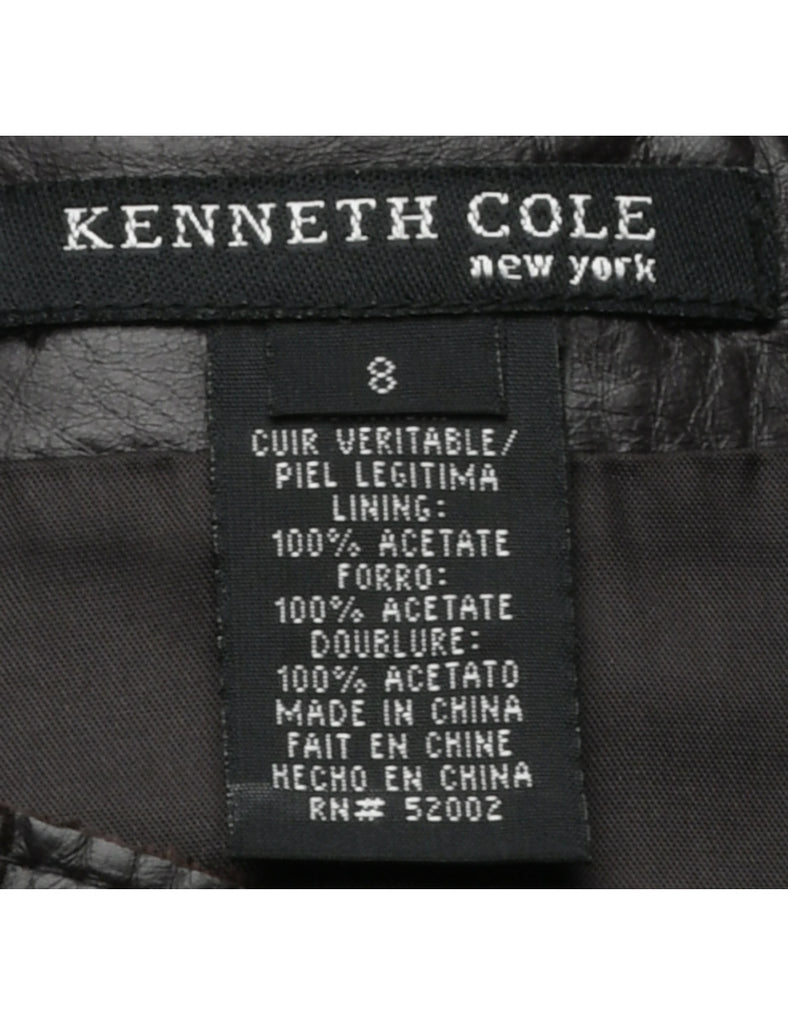 KENNETH COLE
new york
8
CUIR VERITABLE/
PIEL LEGITIMA
LINING:
100% ACETATE
FORRO:
100% ACETATE
DOUBLURE:
100% ACETATO
MADE IN CHINA
FAIT EN CHINE
HECHO EN CHINA
RN# 52002